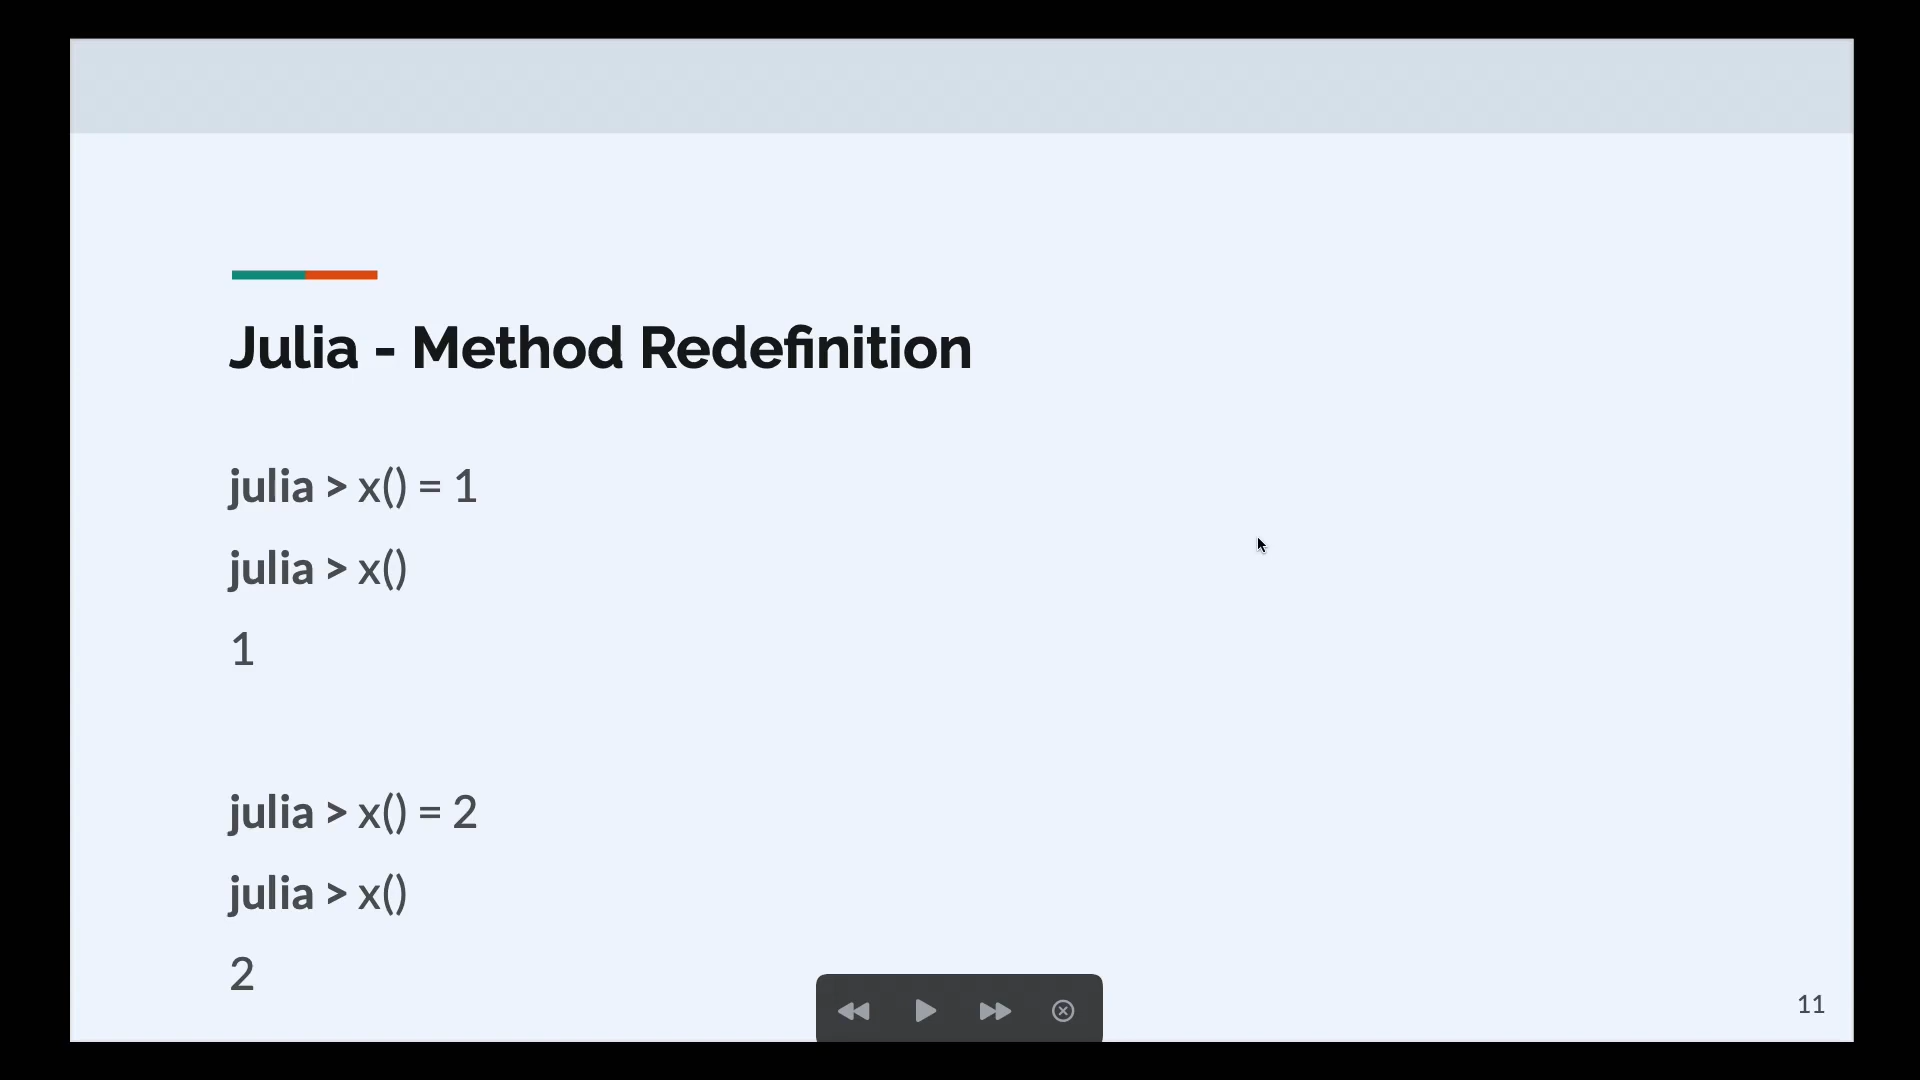 Julia - Method Redefinition
julia > x() = 1
julia > x()
1
julia > x() = 2
julia > x()
2
11